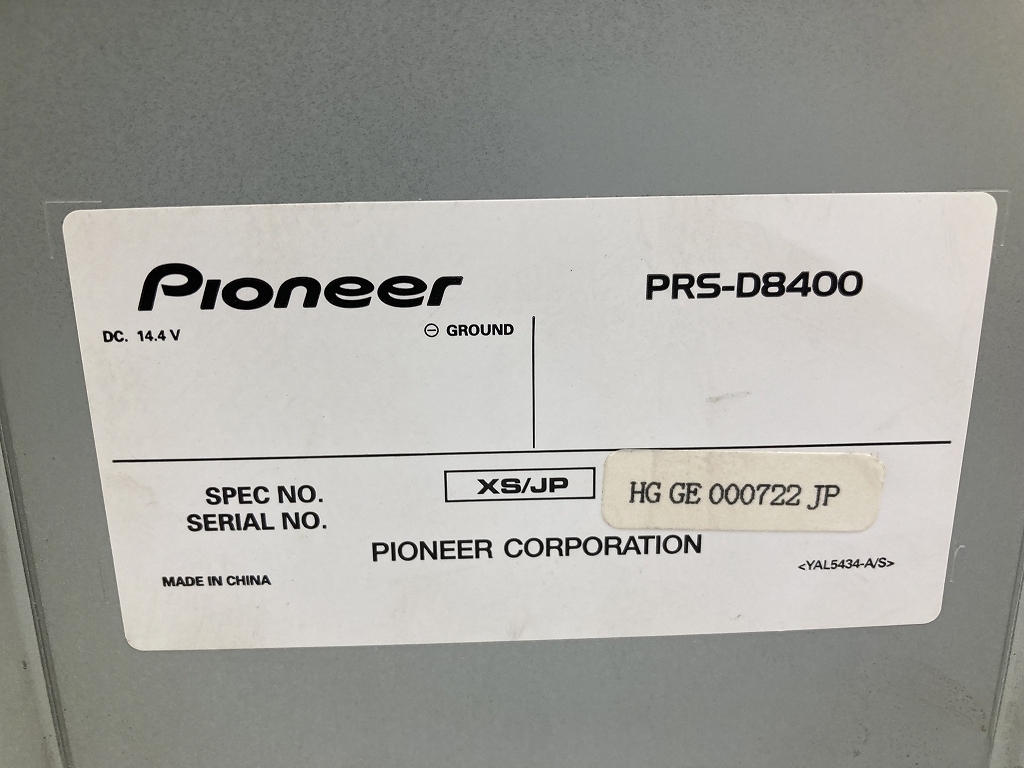 Pioneer
PRS-D8400
DC. 14.4 V
⊖ GROUND
SPEC NO.
SERIAL NO.
XS/JP
HG GE 000722 JP
PIONEER CORPORATION
MADE IN CHINA
<YAL5434-A/S>